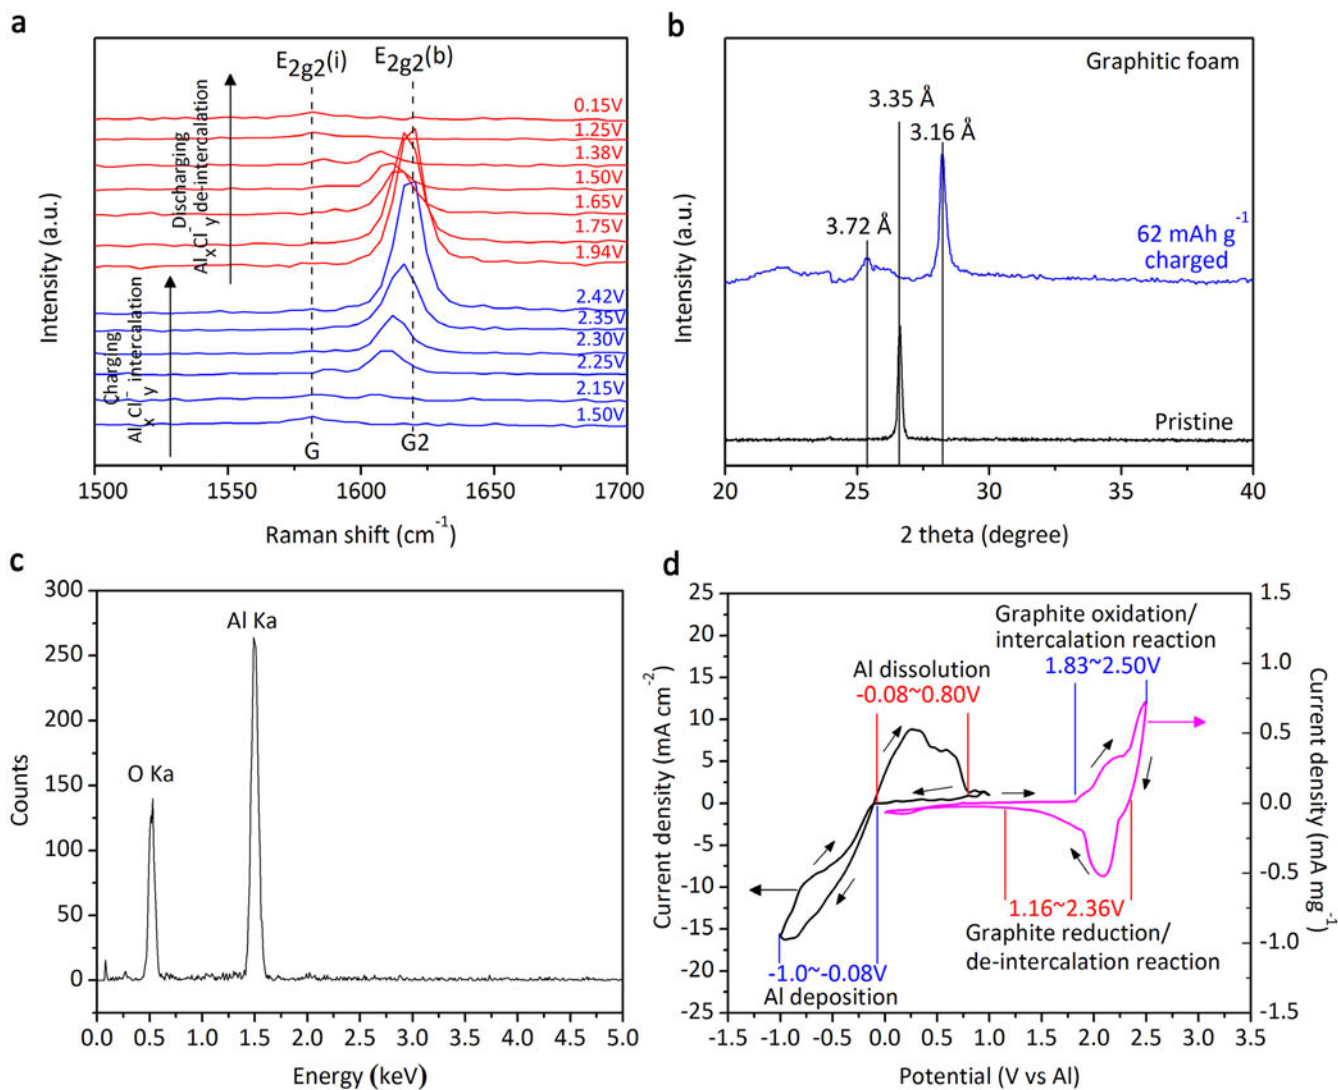 a
E2g2(i)
E2g2(b)
Intensity (a.u.)
Discharging
AlxCly- de-intercalation
Charging
AlxCly- intercalation
0.15V
1.25V
1.38V
1.50V
1.65V
1.75V
1.94V
2.42V
2.35V
2.30V
2.25V
2.15V
1.50V
G
G2
1500
1550
1600
1650
1700
Raman shift (cm-1)
b
Graphitic foam
3.35 Å
3.16 Å
3.72 Å
62 mAh g-1
charged
Pristine
Intensity (a.u.)
20
25
30
35
40
2 theta (degree)
c
300
250
200
150
100
50
0
Counts
Al Ka
O Ka
0.0
0.5
1.0
1.5
2.0
2.5
3.0
3.5
4.0
4.5
5.0
Energy (keV)
d
25
20
15
10
5
0
-5
-10
-15
-20
-25
Current density (mA cm-2)
Graphite oxidation/
intercalation reaction
1.83~2.50V
Al dissolution
-0.08~0.80V
1.16~2.36V
Graphite reduction/
de-intercalation reaction
-1.0~-0.08V
Al deposition
1.5
1.0
0.5
0.0
-0.5
-1.0
-1.5
Current density (mA mg-1)
-1.5
-1.0
-0.5
0.0
0.5
1.0
1.5
2.0
2.5
3.0
3.5
Potential (V vs Al)